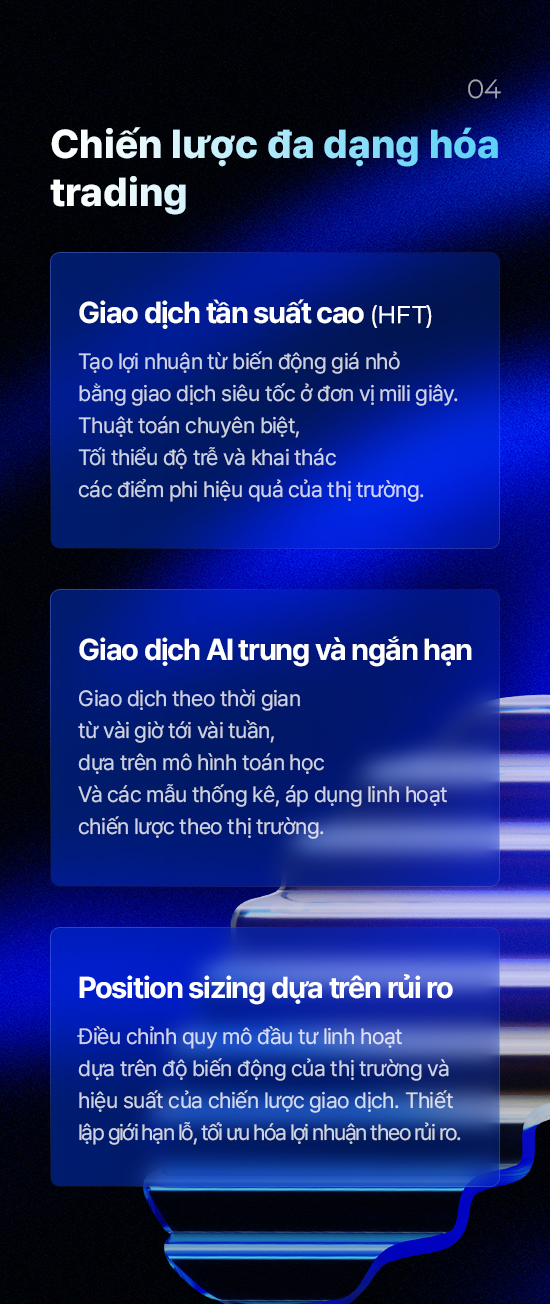 04
Chiến lược đa dạng hóa
trading
Giao dịch tần suất cao (HFT)
Tạo lợi nhuận từ biến động giá nhỏ
bằng giao dịch siêu tốc ở đơn vị mili giây.
Thuật toán chuyên biệt,
Tối thiểu độ trễ và khai thác
các điểm phi hiệu quả của thị trường.
Giao dịch AI trung và ngắn hạn
Giao dịch theo thời gian
từ vài giờ tới vài tuần,
dựa trên mô hình toán học
Và các mẫu thống kê, áp dụng linh hoạt
chiến lược theo thị trường.
Position sizing dựa trên rủi ro
Điều chỉnh quy mô đầu tư linh hoạt
dựa trên độ biến động của thị trường và
hiệu suất của chiến lược giao dịch. Thiết
lập giới hạn lỗ, tối ưu hóa lợi nhuận theo rủi ro.